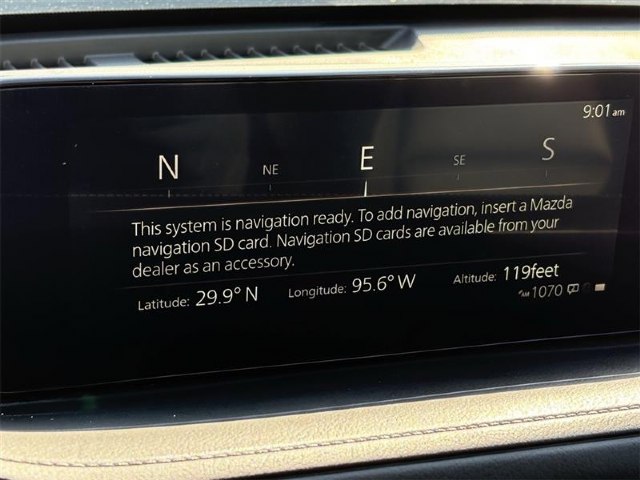 9:01 am
N NE E SE S
This system is navigation ready. To add navigation, insert a Mazda
navigation SD card. Navigation SD cards are available from your
dealer as an accessory.
Latitude: 29.9° N Longitude: 95.6° W Altitude: 119feet
AM 1070